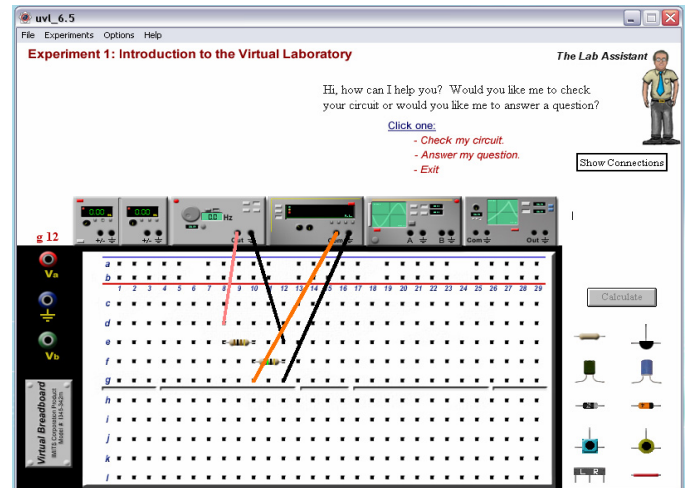 uvl_6.5
File Experiments Options Help
Experiment 1: Introduction to the Virtual Laboratory
The Lab Assistant
Hi, how can I help you? Would you like me to check
your circuit or would you like me to answer a question?
Click one:
- Check my circuit.
- Answer my question.
- Exit
Show Connections
Hz
+/-
+/-
Out
Com
A
B
Com
Out
g 12
Va
Vb
a
b
1 2 3 4 5 6 7 8 9 10 11 12 13 14 15 16 17 18 19 20 21 22 23 24 25 26 27 28 29
c
d
e
f
g
h
i
j
k
l
Calculate
Virtual Breadboard
L R